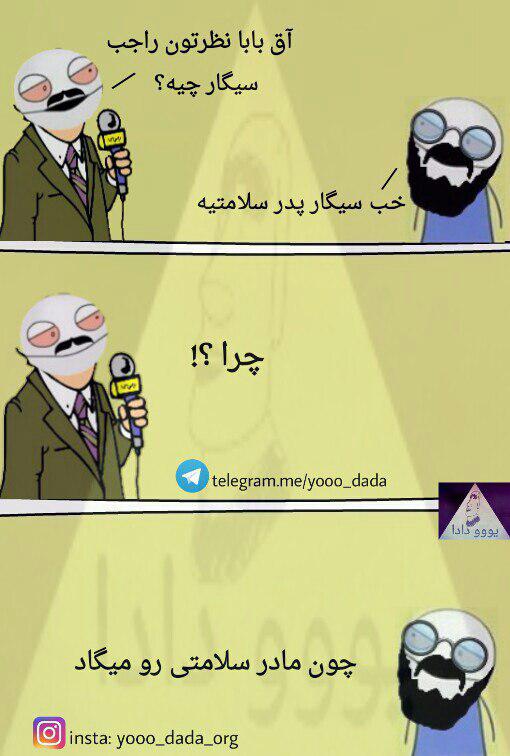 آق بابا نظرتون راجب
سیگار چیه؟
خب سیگار پدر سلامتیه
چرا ؟!
telegram.me/yooo_dada
یووو دادا
چون مادر سلامتی رو میگاد
insta: yooo_dada_org